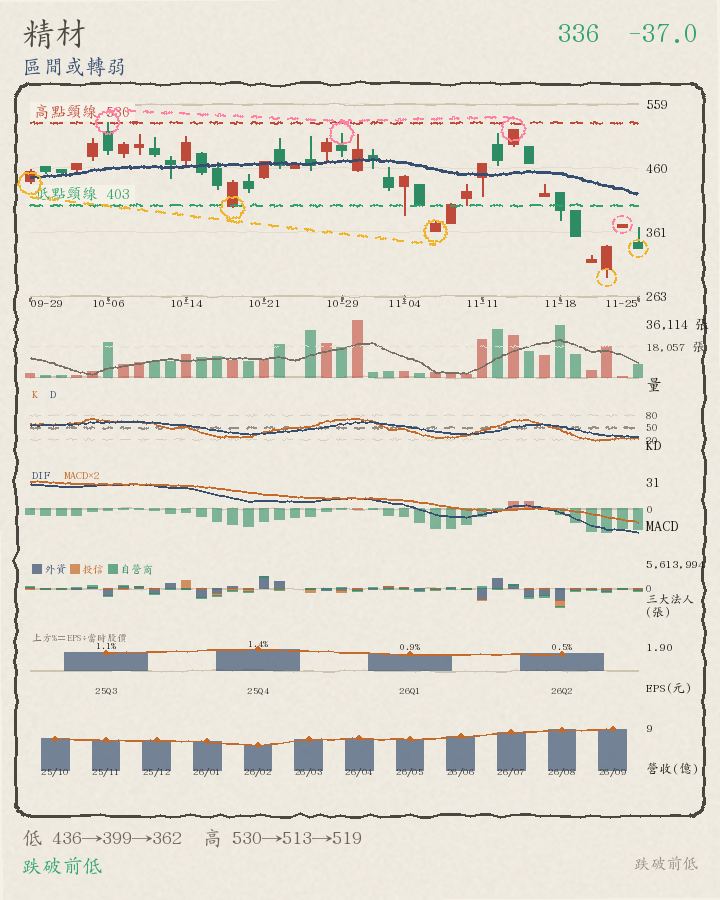 精材
336 -37.0
區間或轉弱
559
高點頸線 530
460
低點頸線 403
361
263
09-29 10-06 10-14 10-21 10-29 11-04 11-11 11-18 11-25
36,114 張
18,057 張
量
K D
80
50
20
KD
DIF MACD×2
31
0
MACD
5,613,994
外資 投信 自營商
0
三大法人
(張)
上方%=EPS÷當時股價
1.1% 1.4% 0.9% 0.5%
1.90
25Q3 25Q4 26Q1 26Q2
EPS(元)
9
25/10 25/11 25/12 26/01 26/02 26/03 26/04 26/05 26/06 26/07 26/08 26/09
營收(億)
低 436→399→362 高 530→513→519
跌破前低
跌破前低